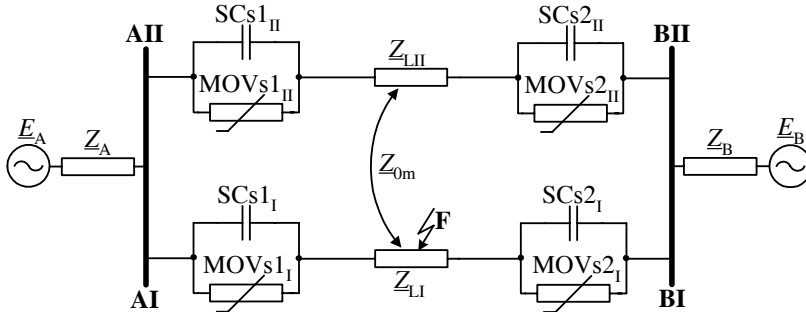 SCs1II
SCs2II
AII
BII
ZLII
MOVs1II
MOVs2II
EA
ZA
ZB
EB
Z0m
SCs1I
SCs2I
F
MOVs1I
MOVs2I
ZLI
AI
BI